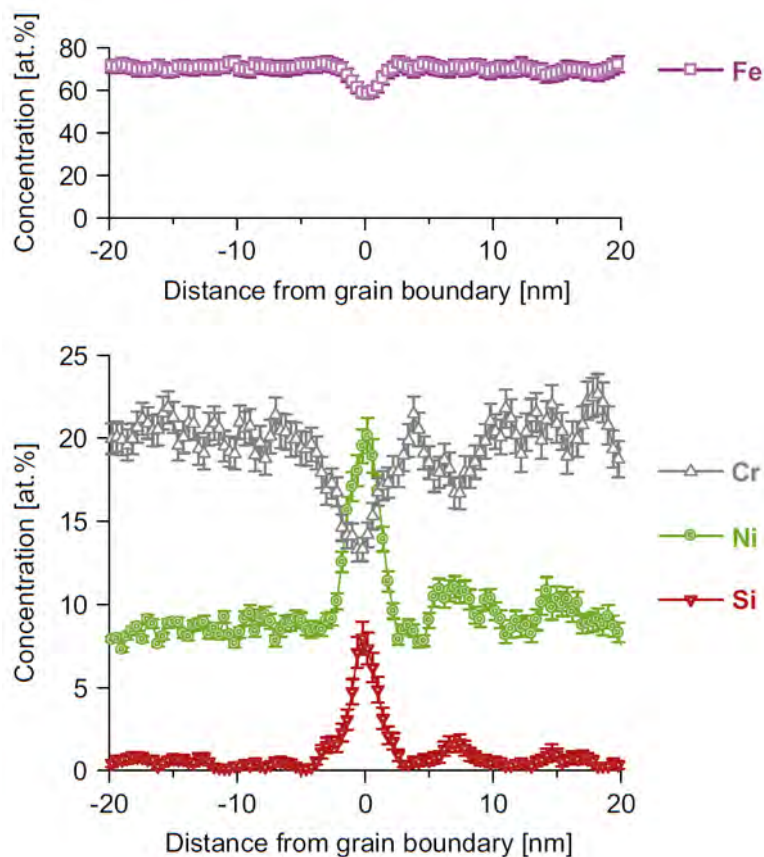 Concentration [at.%]
80
60
40
20
0
-20 -10 0 10 20
Distance from grain boundary [nm]
Fe
Concentration [at.%]
25
20
15
10
5
0
-20 -10 0 10 20
Distance from grain boundary [nm]
Cr
Ni
Si